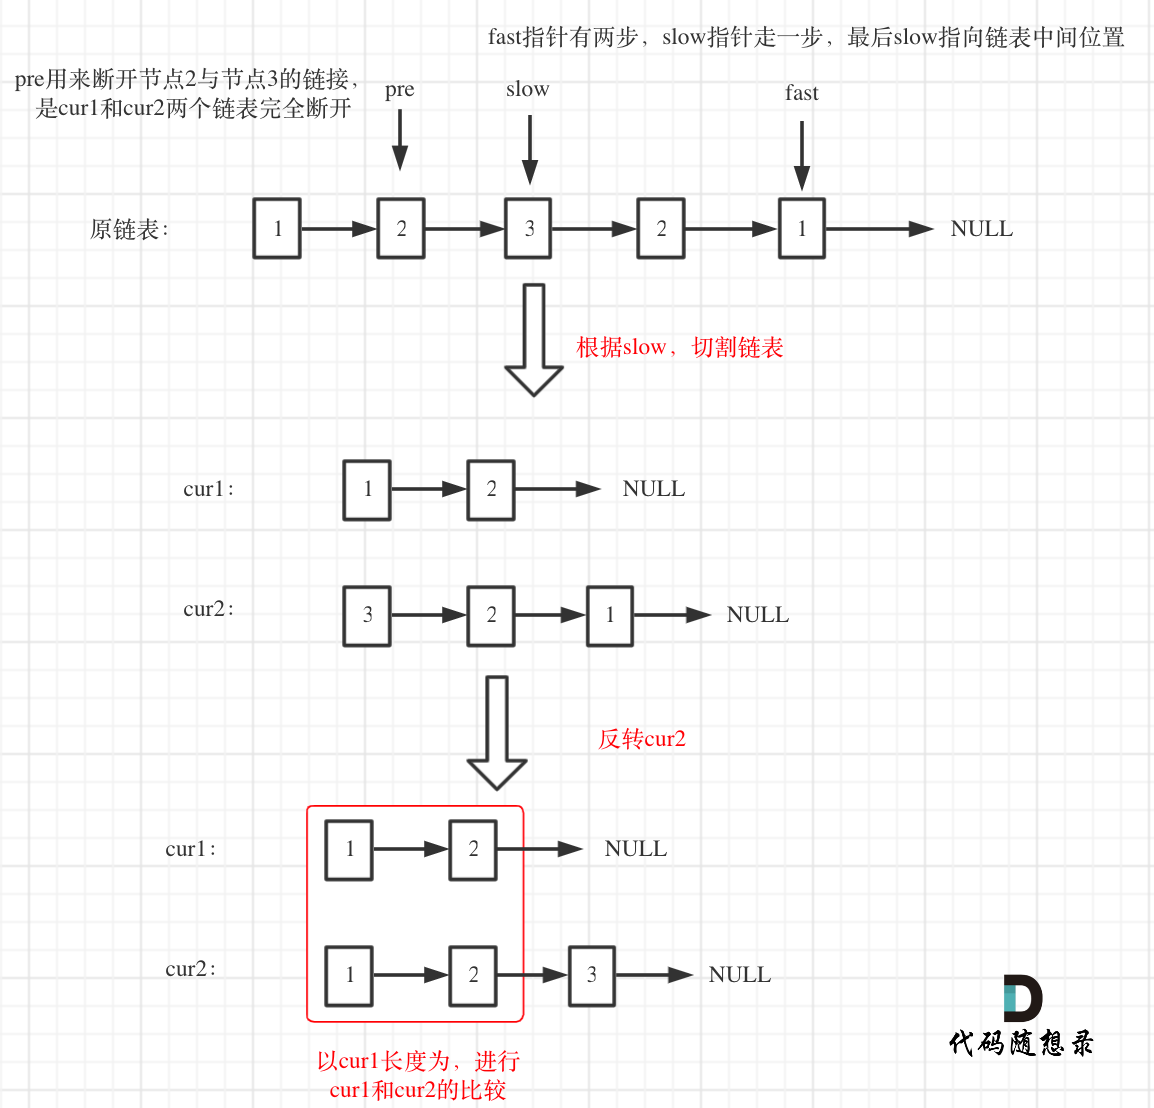 fast指针有两步，slow指针走一步，最后slow指向链表中间位置
pre用来断开节点2与节点3的链接，
是cur1和cur2两个链表完全断开
pre
slow
fast
原链表： 1 2 3 2 1 NULL
根据slow，切割链表
cur1： 1 2 NULL
cur2： 3 2 1 NULL
反转cur2
cur1： 1 2 NULL
cur2： 1 2 3 NULL
以cur1长度为，进行
cur1和cur2的比较
代码随想录